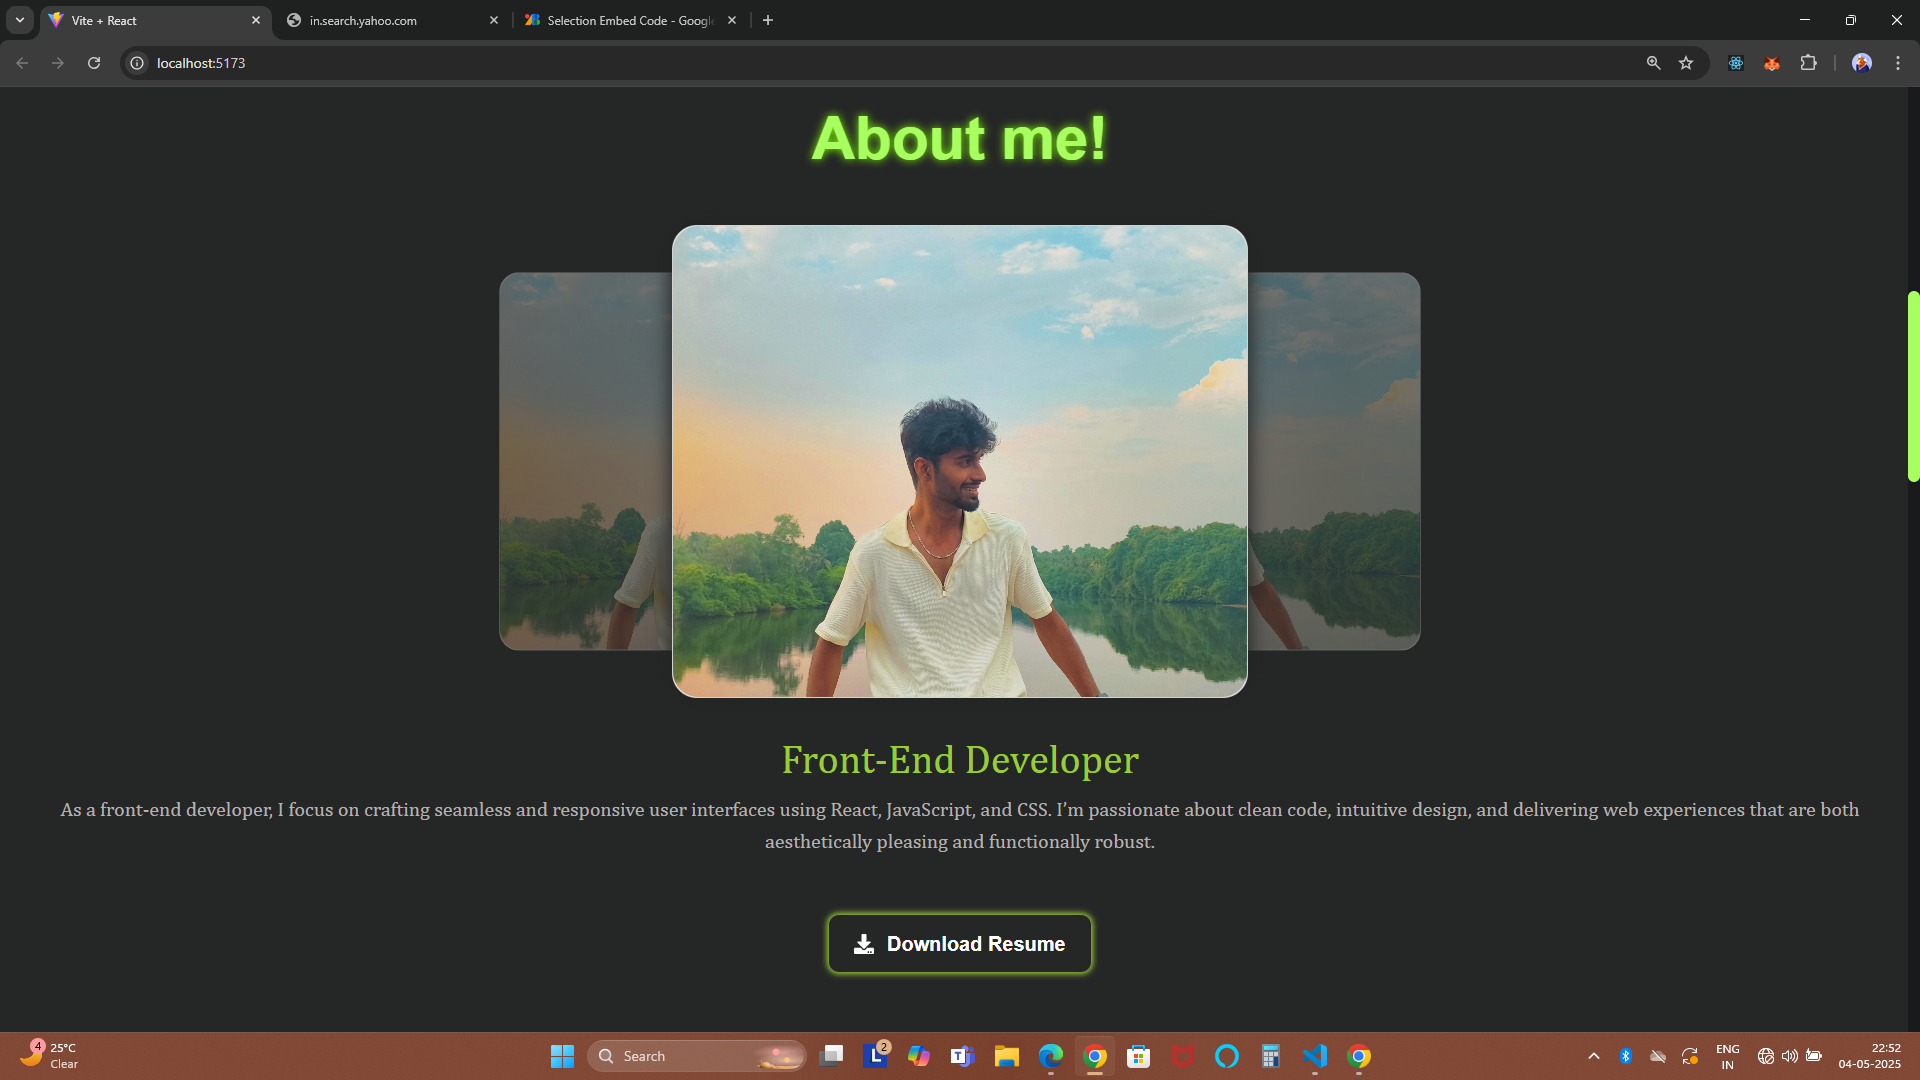 Vite + React
in.search.yahoo.com
Selection Embed Code - Google
localhost:5173
About me!
Front-End Developer
As a front-end developer, I focus on crafting seamless and responsive user interfaces using React, JavaScript, and CSS. I’m passionate about clean code, intuitive design, and delivering web experiences that are both
aesthetically pleasing and functionally robust.
Download Resume
4
25°C
Clear
Search
L
2
T
ENG
IN
22:52
04-05-2025